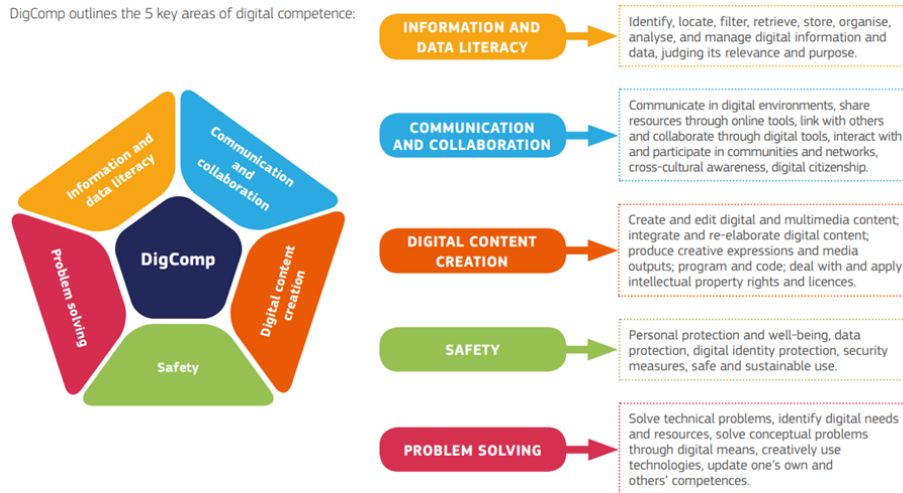 DigComp outlines the 5 key areas of digital competence:
Information and
data literacy
Communication
and
collaboration
Problem solving
DigComp
Digital content
creation
Safety
INFORMATION AND
DATA LITERACY
Identify, locate, filter, retrieve, store, organise,
analyse, and manage digital information and
data, judging its relevance and purpose.
COMMUNICATION
AND COLLABORATION
Communicate in digital environments, share
resources through online tools, link with others
and collaborate through digital tools, interact with
and participate in communities and networks,
cross-cultural awareness, digital citizenship.
DIGITAL CONTENT
CREATION
Create and edit digital and multimedia content;
integrate and re-elaborate digital content;
produce creative expressions and media
outputs; program and code; deal with and apply
intellectual property rights and licences.
SAFETY
Personal protection and well-being, data
protection, digital identity protection, security
measures, safe and sustainable use.
PROBLEM SOLVING
Solve technical problems, identify digital needs
and resources, solve conceptual problems
through digital means, creatively use
technologies, update one's own and
others' competences.